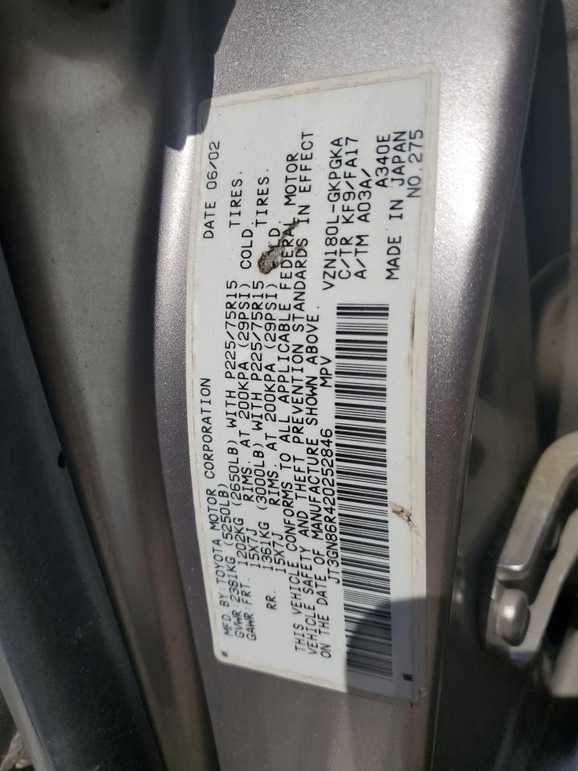 MFD BY TOYOTA MOTOR CORPORATION DATE 06/02
GVWR 2381KG (5250LB)
GAWR FRT. 1202KG (2650LB) WITH P225/75R15 TIRES.
15X7J RIMS. AT 200KPA (29PSI) COLD.
RR. 1361KG (3000LB) WITH P225/75R15 TIRES.
15X7J RIMS. AT 200KPA (29PSI) COLD.
THIS VEHICLE CONFORMS TO ALL APPLICABLE FEDERAL MOTOR
VEHICLE SAFETY AND THEFT PREVENTION STANDARDS IN EFFECT
ON THE DATE OF MANUFACTURE SHOWN ABOVE.
JT3GN86R420252846 MPV
VZN180L-GKPGKA
C/TR KF9/FA17
A/TM A03A/
A340E
MADE IN JAPAN
NO.275